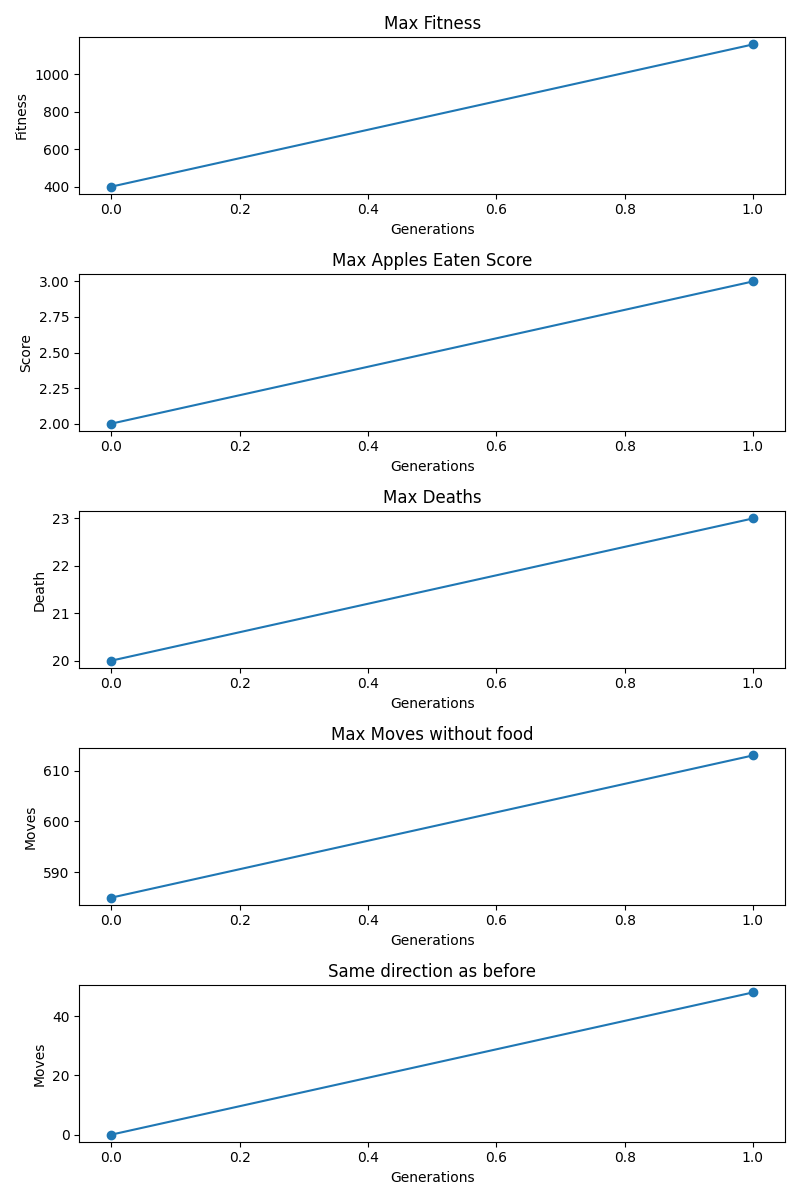 Max Fitness
1000
800
600
400
Fitness
0.0 0.2 0.4 0.6 0.8 1.0
Generations
Max Apples Eaten Score
3.00
2.75
2.50
2.25
2.00
Score
0.0 0.2 0.4 0.6 0.8 1.0
Generations
Max Deaths
23
22
21
20
Death
0.0 0.2 0.4 0.6 0.8 1.0
Generations
Max Moves without food
610
600
590
Moves
0.0 0.2 0.4 0.6 0.8 1.0
Generations
Same direction as before
40
20
0
Moves
0.0 0.2 0.4 0.6 0.8 1.0
Generations